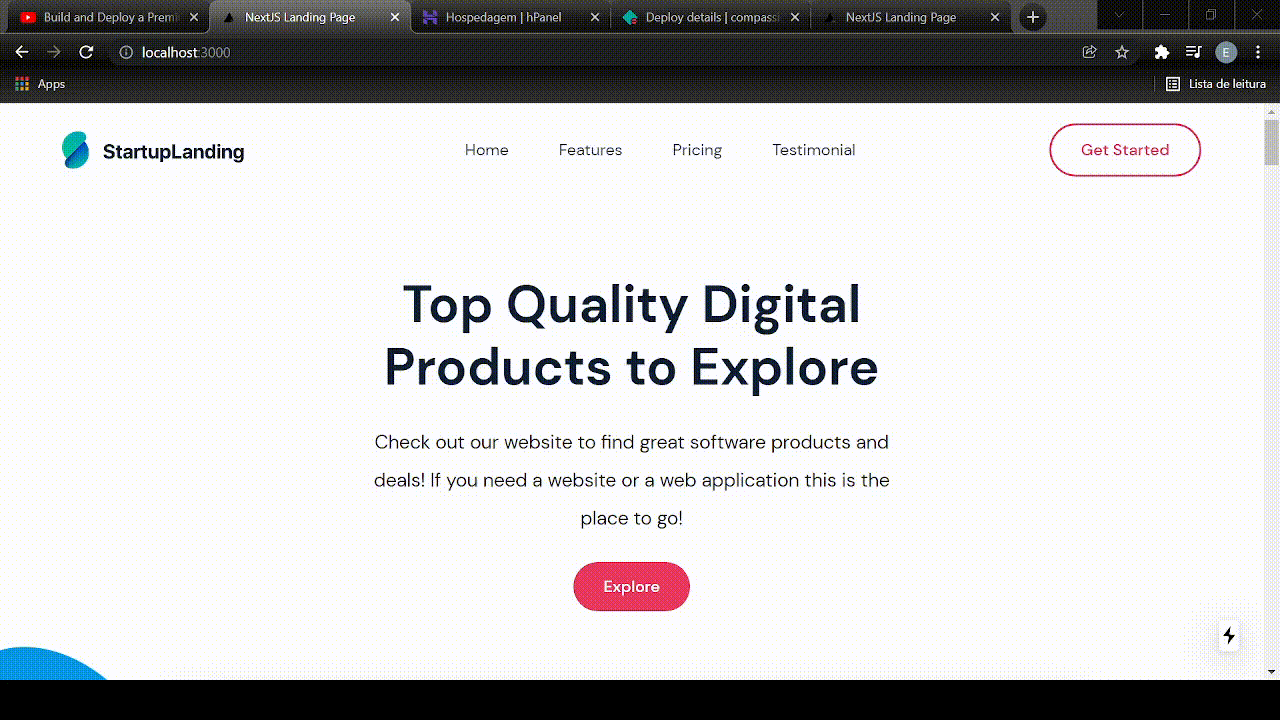 Build and Deploy a Premi
NextJS Landing Page
Hospedagem | hPanel
Deploy details | compassi
NextJS Landing Page
localhost:3000
E
Apps
Lista de leitura
StartupLanding
Home
Features
Pricing
Testimonial
Get Started
Top Quality Digital
Products to Explore
Check out our website to find great software products and
deals! If you need a website or a web application this is the
place to go!
Explore